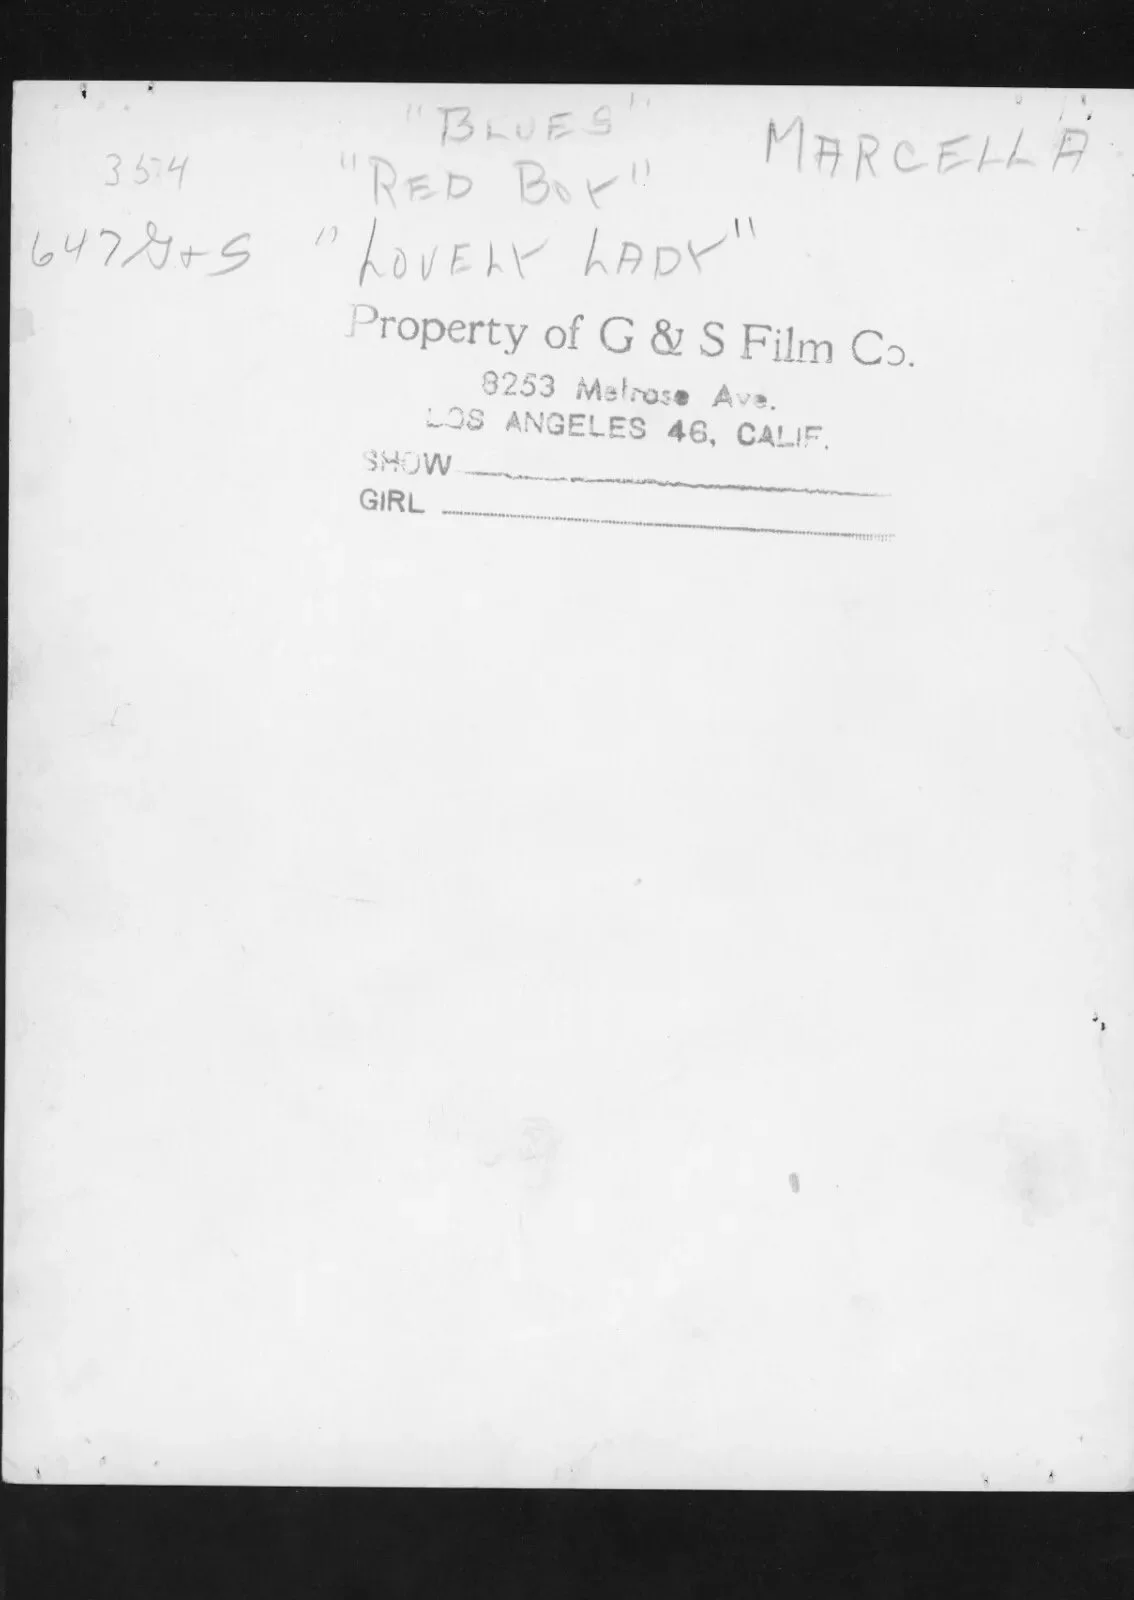 "BLUES"
MARCELLA
3574
"RED BOY"
647 G+S
"LOVELY LADY"
Property of G & S Film Co.
8253 Melrose Ave.
LOS ANGELES 46, CALIF.
SHOW
GIRL